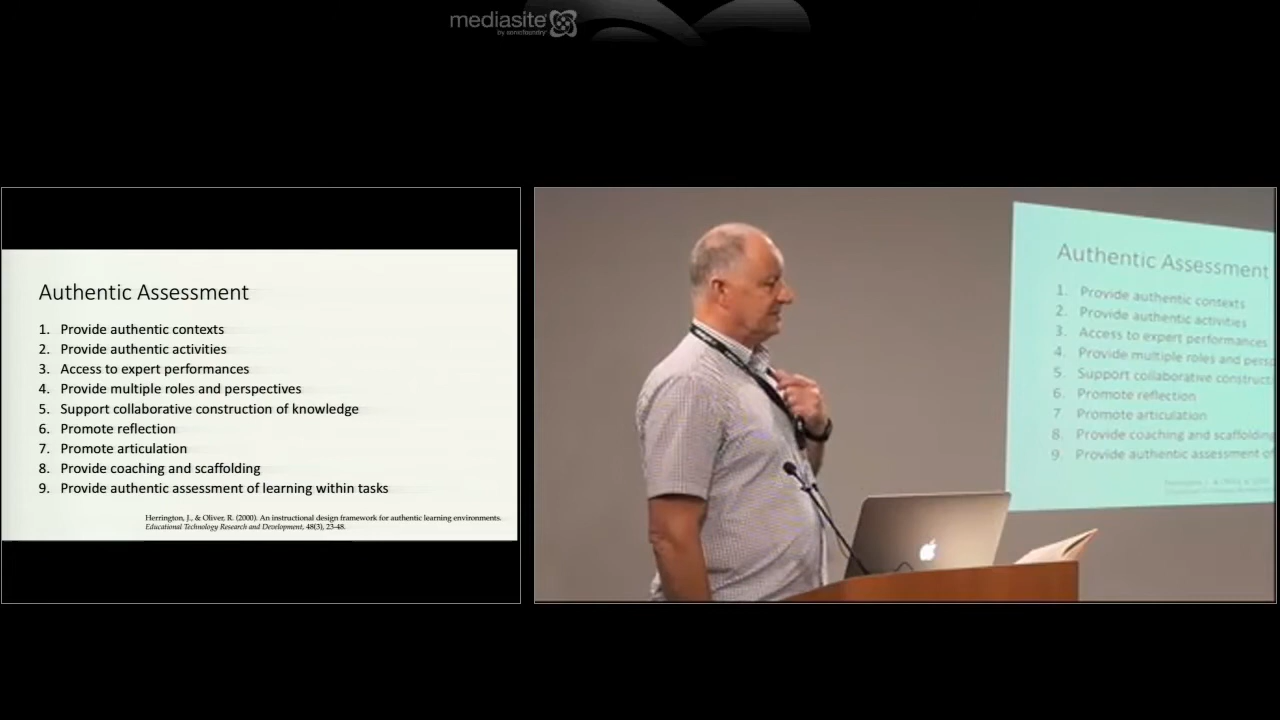 mediasite
by sonicfoundry
Authentic Assessment
1. Provide authentic contexts
2. Provide authentic activities
3. Access to expert performances
4. Provide multiple roles and perspectives
5. Support collaborative construction of knowledge
6. Promote reflection
7. Promote articulation
8. Provide coaching and scaffolding
9. Provide authentic assessment of learning within tasks
Herrington, J., & Oliver, R. (2000). An instructional design framework for authentic learning environments.
Educational Technology Research and Development, 48(3), 23-48.
Authentic Assessment
1. Provide authentic contexts
2. Provide authentic activities
3. Access to expert performances
4. Provide multiple roles and persp
5. Support collaborative construct
6. Promote reflection
7 Promote articulation
8. Provide coaching and scaffolding
9. Provide authentic assessment of